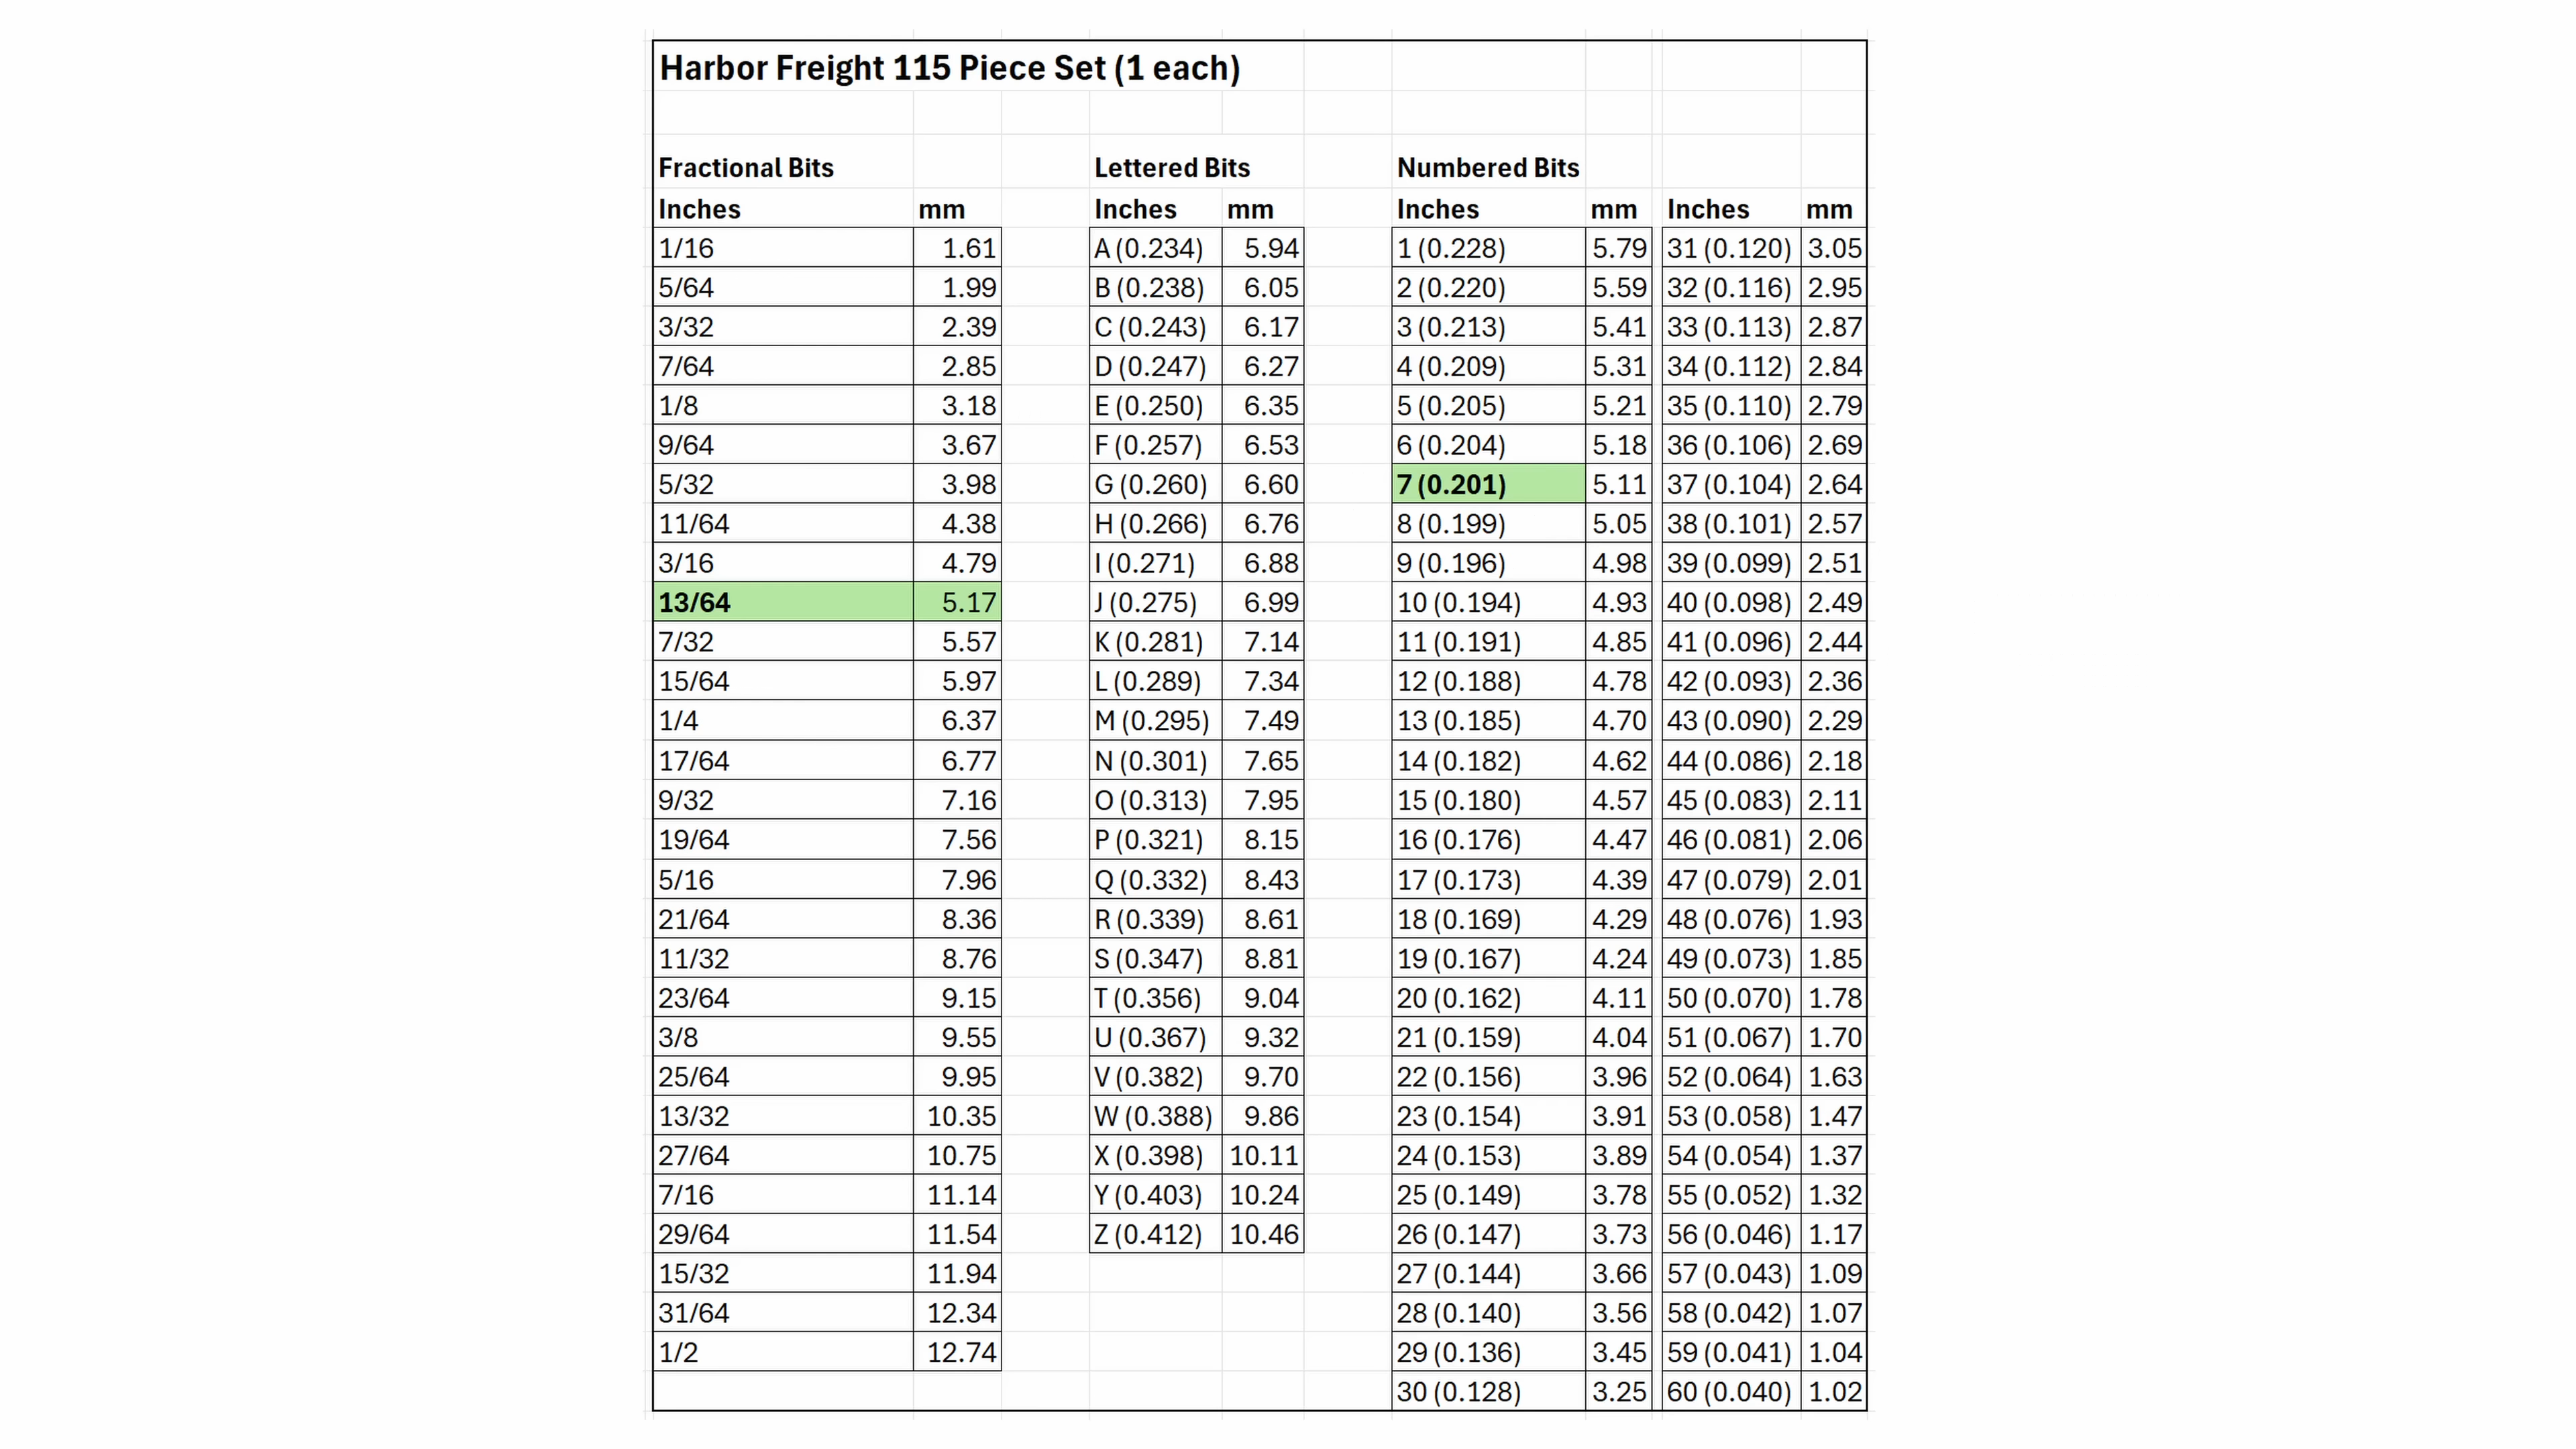 Harbor Freight 115 Piece Set (1 each)
Fractional Bits Lettered Bits Numbered Bits
Inches mm Inches mm Inches mm Inches mm
1/16 1.61 A (0.234) 5.94 1 (0.228) 5.79 31 (0.120) 3.05
5/64 1.99 B (0.238) 6.05 2 (0.220) 5.59 32 (0.116) 2.95
3/32 2.39 C (0.243) 6.17 3 (0.213) 5.41 33 (0.113) 2.87
7/64 2.85 D (0.247) 6.27 4 (0.209) 5.31 34 (0.112) 2.84
1/8 3.18 E (0.250) 6.35 5 (0.205) 5.21 35 (0.110) 2.79
9/64 3.67 F (0.257) 6.53 6 (0.204) 5.18 36 (0.106) 2.69
5/32 3.98 G (0.260) 6.60 7 (0.201) 5.11 37 (0.104) 2.64
11/64 4.38 H (0.266) 6.76 8 (0.199) 5.05 38 (0.101) 2.57
3/16 4.79 I (0.271) 6.88 9 (0.196) 4.98 39 (0.099) 2.51
13/64 5.17 J (0.275) 6.99 10 (0.194) 4.93 40 (0.098) 2.49
7/32 5.57 K (0.281) 7.14 11 (0.191) 4.85 41 (0.096) 2.44
15/64 5.97 L (0.289) 7.34 12 (0.188) 4.78 42 (0.093) 2.36
1/4 6.37 M (0.295) 7.49 13 (0.185) 4.70 43 (0.090) 2.29
17/64 6.77 N (0.301) 7.65 14 (0.182) 4.62 44 (0.086) 2.18
9/32 7.16 O (0.313) 7.95 15 (0.180) 4.57 45 (0.083) 2.11
19/64 7.56 P (0.321) 8.15 16 (0.176) 4.47 46 (0.081) 2.06
5/16 7.96 Q (0.332) 8.43 17 (0.173) 4.39 47 (0.079) 2.01
21/64 8.36 R (0.339) 8.61 18 (0.169) 4.29 48 (0.076) 1.93
11/32 8.76 S (0.347) 8.81 19 (0.167) 4.24 49 (0.073) 1.85
23/64 9.15 T (0.356) 9.04 20 (0.162) 4.11 50 (0.070) 1.78
3/8 9.55 U (0.367) 9.32 21 (0.159) 4.04 51 (0.067) 1.70
25/64 9.95 V (0.382) 9.70 22 (0.156) 3.96 52 (0.064) 1.63
13/32 10.35 W (0.388) 9.86 23 (0.154) 3.91 53 (0.058) 1.47
27/64 10.75 X (0.398) 10.11 24 (0.153) 3.89 54 (0.054) 1.37
7/16 11.14 Y (0.403) 10.24 25 (0.149) 3.78 55 (0.052) 1.32
29/64 11.54 Z (0.412) 10.46 26 (0.147) 3.73 56 (0.046) 1.17
15/32 11.94 27 (0.144) 3.66 57 (0.043) 1.09
31/64 12.34 28 (0.140) 3.56 58 (0.042) 1.07
1/2 12.74 29 (0.136) 3.45 59 (0.041) 1.04
30 (0.128) 3.25 60 (0.040) 1.02